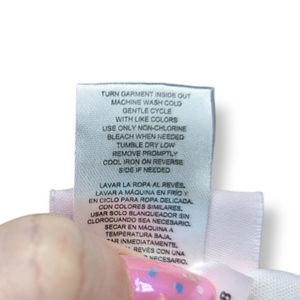 TURN GARMENT INSIDE OUT
MACHINE WASH COLD
GENTLE CYCLE
WITH LIKE COLORS
USE ONLY NON-CHLORINE
BLEACH WHEN NEEDED
TUMBLE DRY LOW
REMOVE PROMPTLY
COOL IRON ON REVERSE
SIDE IF NEEDED
LAVAR LA ROPA AL REVÉS.
LAVAR A MÁQUINA EN FRÍO Y
EN CICLO PARA ROPA DELICADA.
CON COLORES SIMILARES.
USAR SOLO BLANQUEADOR SIN
CLORO CUANDO SEA NECESARIO.
SECAR EN MÁQUINA A
TEMPERATURA BAJA.
INMEDIATAMENTE.
8